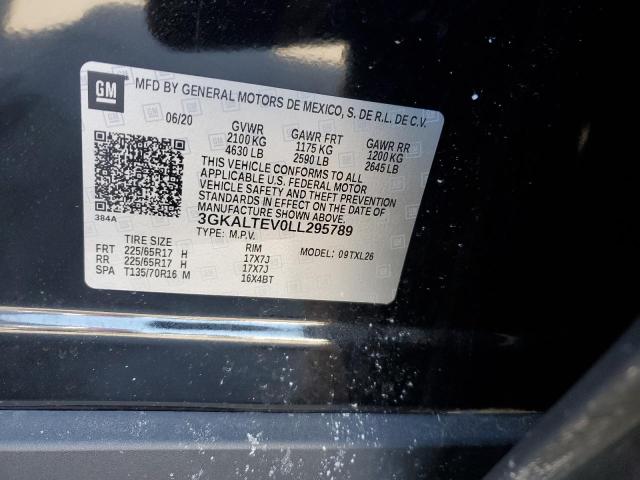 GM
MFD BY GENERAL MOTORS DE MEXICO, S. DE R.L. DE C.V.
06/20 GVWR GAWR FRT GAWR RR
2100 KG 1175 KG 1200 KG
4630 LB 2590 LB 2645 LB
THIS VEHICLE CONFORMS TO ALL
APPLICABLE U.S. FEDERAL MOTOR
VEHICLE SAFETY AND THEFT PREVENTION
STANDARDS IN EFFECT ON THE DATE OF
MANUFACTURE SHOWN ABOVE.
384A
3GKALTEV0LL295789
TYPE: M.P.V. MODEL: 09TXL26
TIRE SIZE RIM
FRT 225/65R17 H 17X7J
RR 225/65R17 H 17X7J
SPA T135/70R16 M 16X4BT